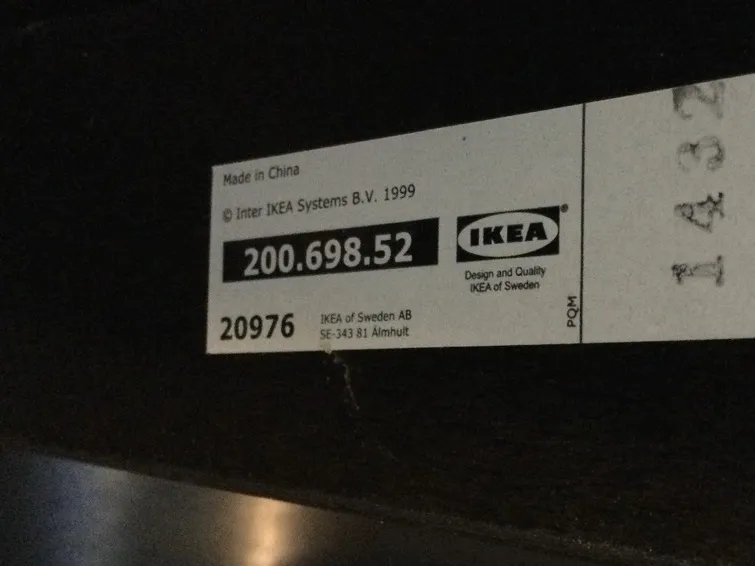 Made in China
© Inter IKEA Systems B.V. 1999
200.698.52
IKEA®
Design and Quality
IKEA of Sweden
20976
IKEA of Sweden AB
SE-343 81 Älmhult
PQM
1432